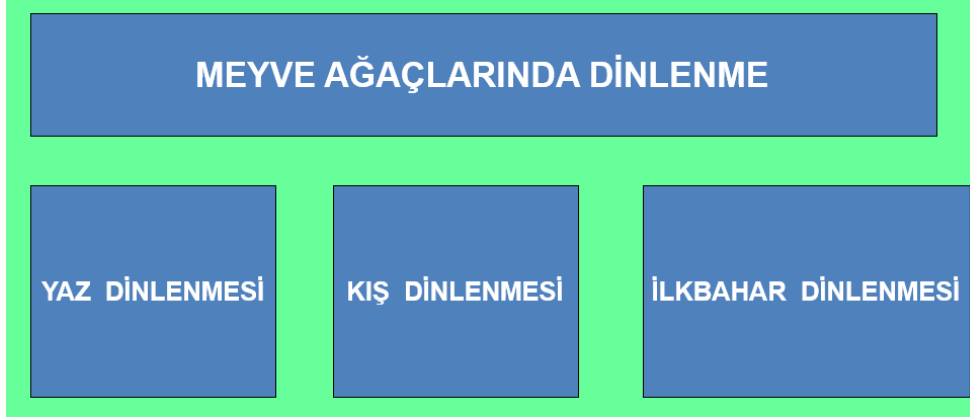 MEYVE AĞAÇLARINDA DİNLENME
YAZ DİNLENMESİ
KIŞ DİNLENMESİ
İLKBAHAR DİNLENMESİ